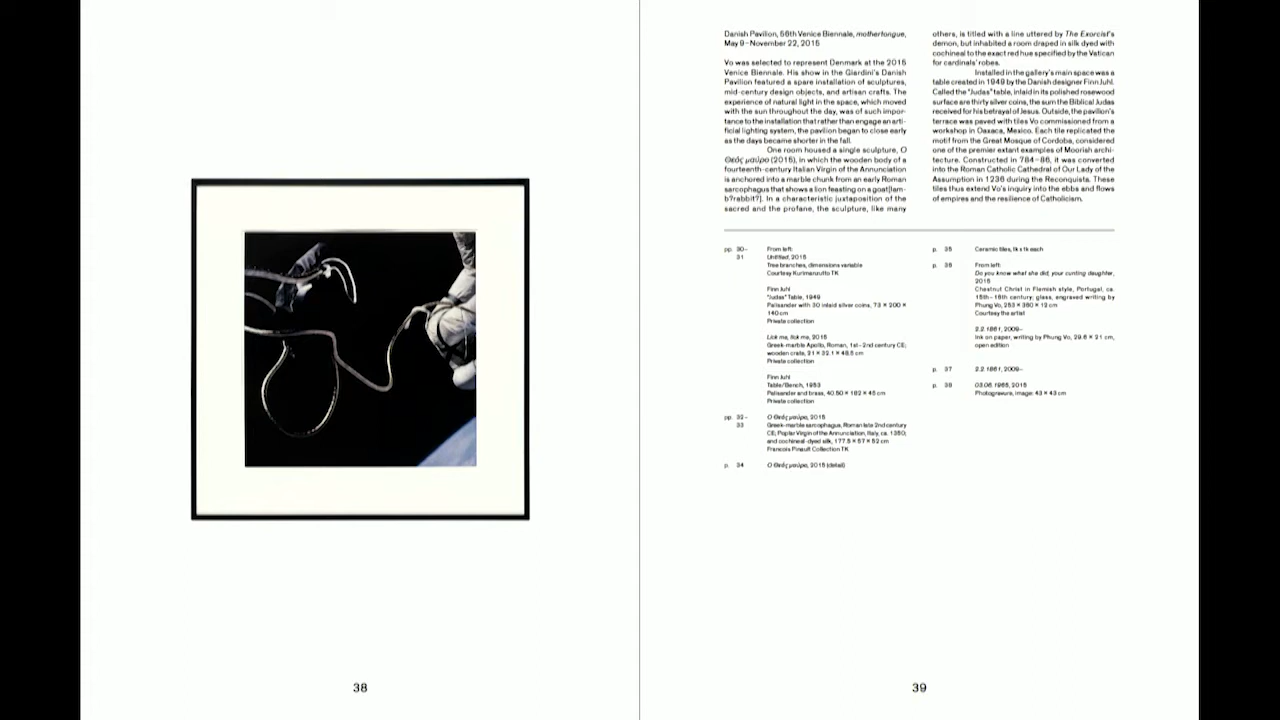 Danish Pavilion, 56th Venice Biennale, mothertongue,
May 9–November 22, 2015
Vo was selected to represent Denmark at the 2015
Venice Biennale. His show in the Giardini's Danish
Pavilion featured a spare installation of sculptures,
mid-century design objects, and artisan crafts. The
experience of natural light in the space, which moved
with the sun throughout the day, was of such impor-
tance to the installation that rather than engage an arti-
ficial lighting system, the pavilion began to close early
as the days became shorter in the fall.
One room housed a single sculpture, Ο
Θεός μαύρο (2015), in which the wooden body of a
fourteenth-century Italian Virgin of the Annunciation
is anchored into a marble chunk from an early Roman
sarcophagus that shows a lion feasting on a goat[lam-
b?rabbit?]. In a characteristic juxtaposition of the
sacred and the profane, the sculpture, like many
others, is titled with a line uttered by The Exorcist's
demon, but inhabited a room draped in silk dyed with
cochineal to the exact red hue specified by the Vatican
for cardinals' robes.
Installed in the gallery's main space was a
table created in 1949 by the Danish designer Finn Juhl.
Called the "Judas" table, inlaid in its polished rosewood
surface are thirty silver coins, the sum the Biblical Judas
received for his betrayal of Jesus. Outside, the pavilion's
terrace was paved with tiles Vo commissioned from a
workshop in Oaxaca, Mexico. Each tile replicated the
motif from the Great Mosque of Cordoba, considered
one of the premier extant examples of Moorish archi-
tecture. Constructed in 784–86, it was converted
into the Roman Catholic Cathedral of Our Lady of the
Assumption in 1236 during the Reconquista. These
tiles thus extend Vo's inquiry into the ebbs and flows
of empires and the resilience of Catholicism.
pp. 30– From left:
31 Untitled, 2015
Tree branches, dimensions variable
Courtesy Kurimanzutto TK
Finn Juhl
"Judas" Table, 1949
Palisander with 30 inlaid silver coins, 73 × 200 ×
140 cm
Private collection
Lick me, lick me, 2015
Greek-marble Apollo, Roman, 1st–2nd century CE;
wooden crate, 21 × 32.1 × 48.5 cm
Private collection
Finn Juhl
Table/Bench, 1953
Palisander and brass, 40.50 × 182 × 45 cm
Private collection
pp. 32– Ο Θεός μαύρο, 2015
33 Greek-marble sarcophagus, Roman late 2nd century
CE; Poplar Virgin of the Annunciation, Italy, ca. 1350;
and cochineal-dyed silk, 177.5 × 57 × 52 cm
Francois Pinault Collection TK
p. 34 Ο Θεός μαύρο, 2015 (detail)
p. 35 Ceramic tiles, tk x tk each
p. 36 From left:
Do you know what she did, your cunting daughter,
2015
Chestnut Christ in Flemish style, Portugal, ca.
15th–16th century; glass, engraved writing by
Phung Vo, 253 × 360 × 12 cm
Courtesy the artist
2.2.1861, 2009–
Ink on paper, writing by Phung Vo, 29.6 × 21 cm,
open edition
p. 37 2.2.1861, 2009–
p. 38 03.06.1965, 2015
Photogravure, image: 43 × 43 cm
38
39